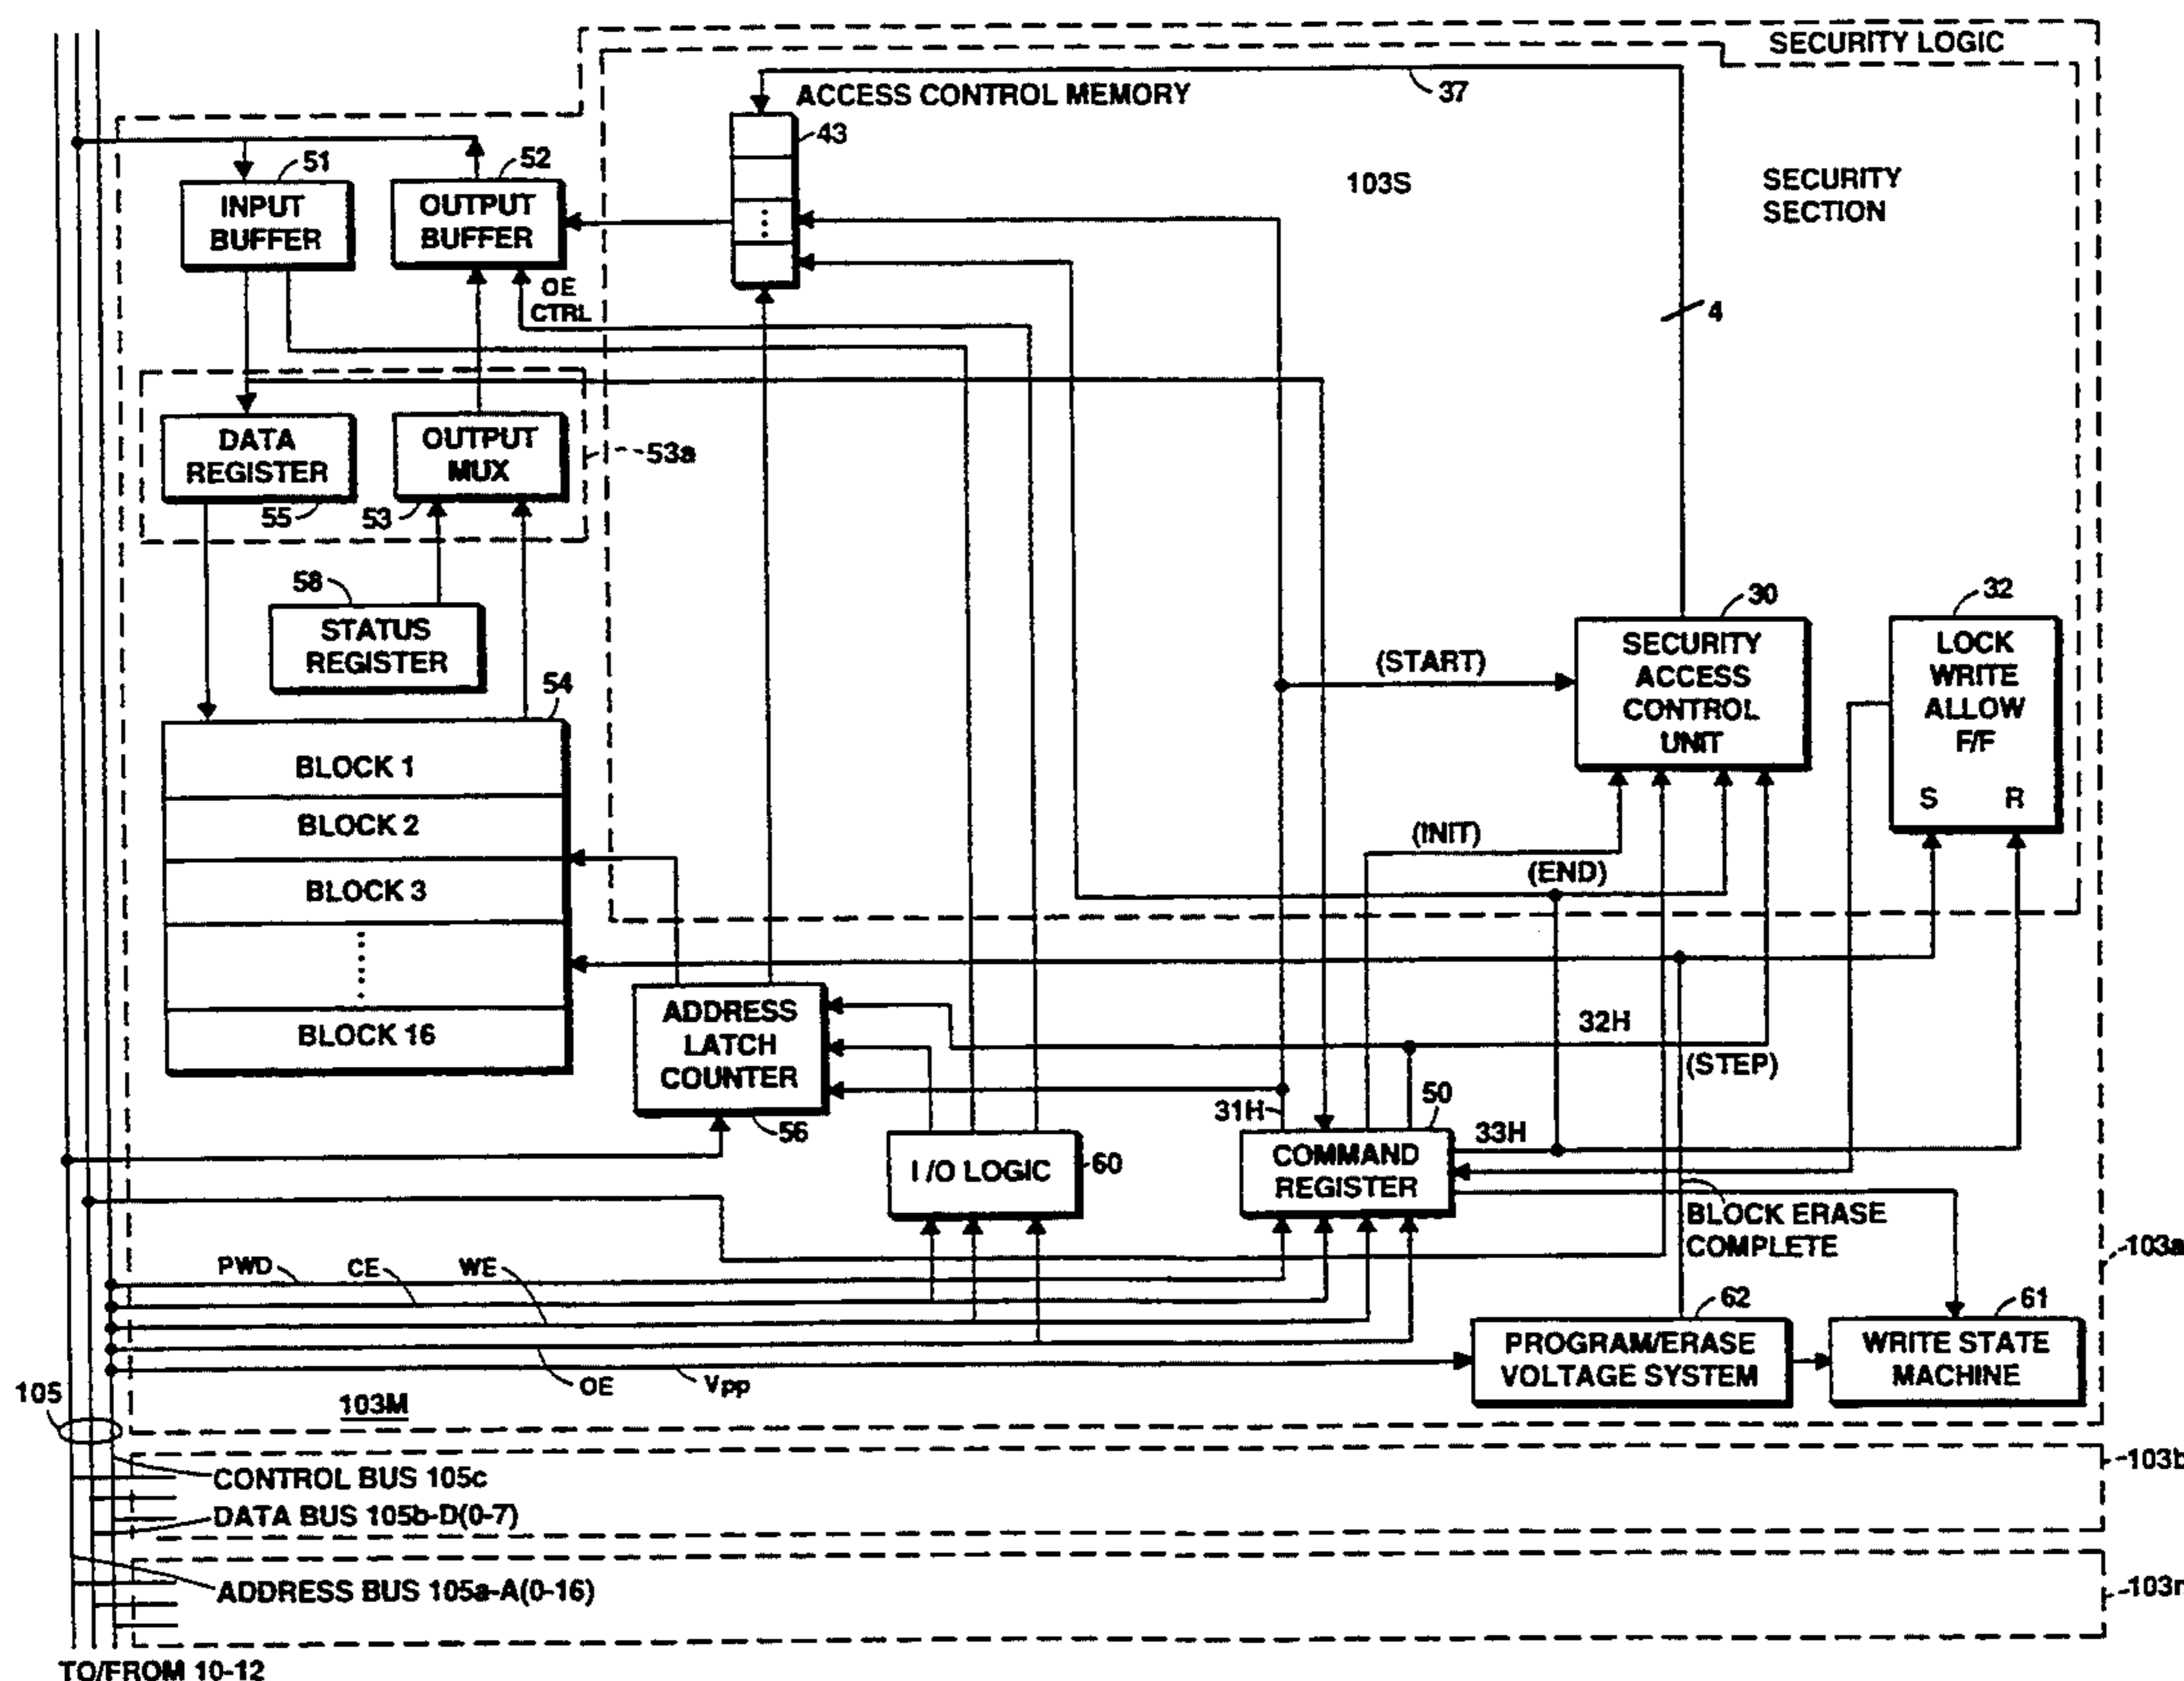 SECURITY LOGIC
ACCESS CONTROL MEMORY
37
43
103S
SECURITY
SECTION
51
52
INPUT
BUFFER
OUTPUT
BUFFER
OE
CTRL
4
DATA
REGISTER
OUTPUT
MUX
53a
55
53
58
STATUS
REGISTER
54
30
32
(START)
SECURITY
ACCESS
CONTROL
UNIT
LOCK
WRITE
ALLOW
F/F
S R
BLOCK 1
BLOCK 2
BLOCK 3
BLOCK 16
(INIT)
(END)
ADDRESS
LATCH
COUNTER
56
32H
(STEP)
31H
50
33H
I/O LOGIC
60
COMMAND
REGISTER
BLOCK ERASE
COMPLETE
103a
PWD
CE
WE
OE
Vpp
62
61
PROGRAM/ERASE
VOLTAGE SYSTEM
WRITE STATE
MACHINE
105
103M
CONTROL BUS 105c
DATA BUS 105b-D(0-7)
103b
ADDRESS BUS 105a-A(0-16)
TO/FROM 10-12